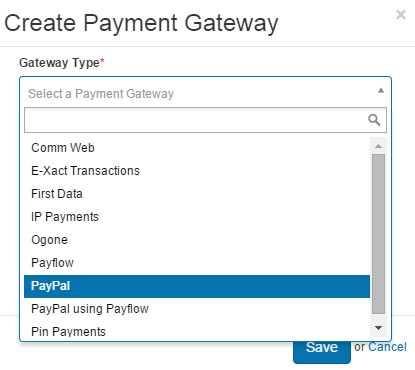 Create Payment Gateway
Gateway Type*
Select a Payment Gateway
Comm Web
E-Xact Transactions
First Data
IP Payments
Ogone
Payflow
PayPal
PayPal using Payflow
Pin Payments
Save or Cancel